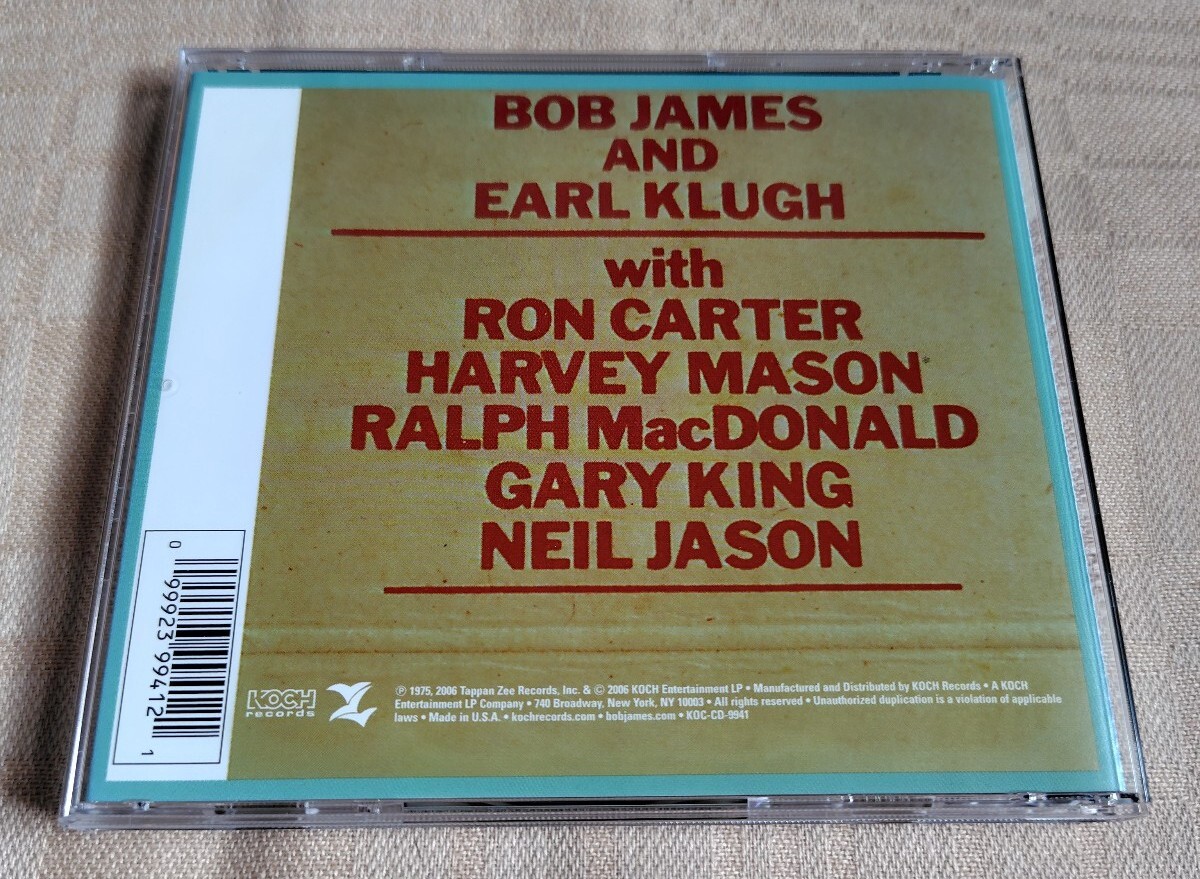 BOB JAMES
AND
EARL KLUGH
with
RON CARTER
HARVEY MASON
RALPH MacDONALD
GARY KING
NEIL JASON
0 99923 99412 1
KOCH
records
℗ 1975, 2006 Tappan Zee Records, Inc. & © 2006 KOCH Entertainment LP • Manufactured and Distributed by KOCH Records • A KOCH
Entertainment LP Company • 740 Broadway, New York, NY 10003 • All rights reserved • Unauthorized duplication is a violation of applicable
laws • Made in U.S.A. • kochrecords.com • bobjames.com • KOC-CD-9941